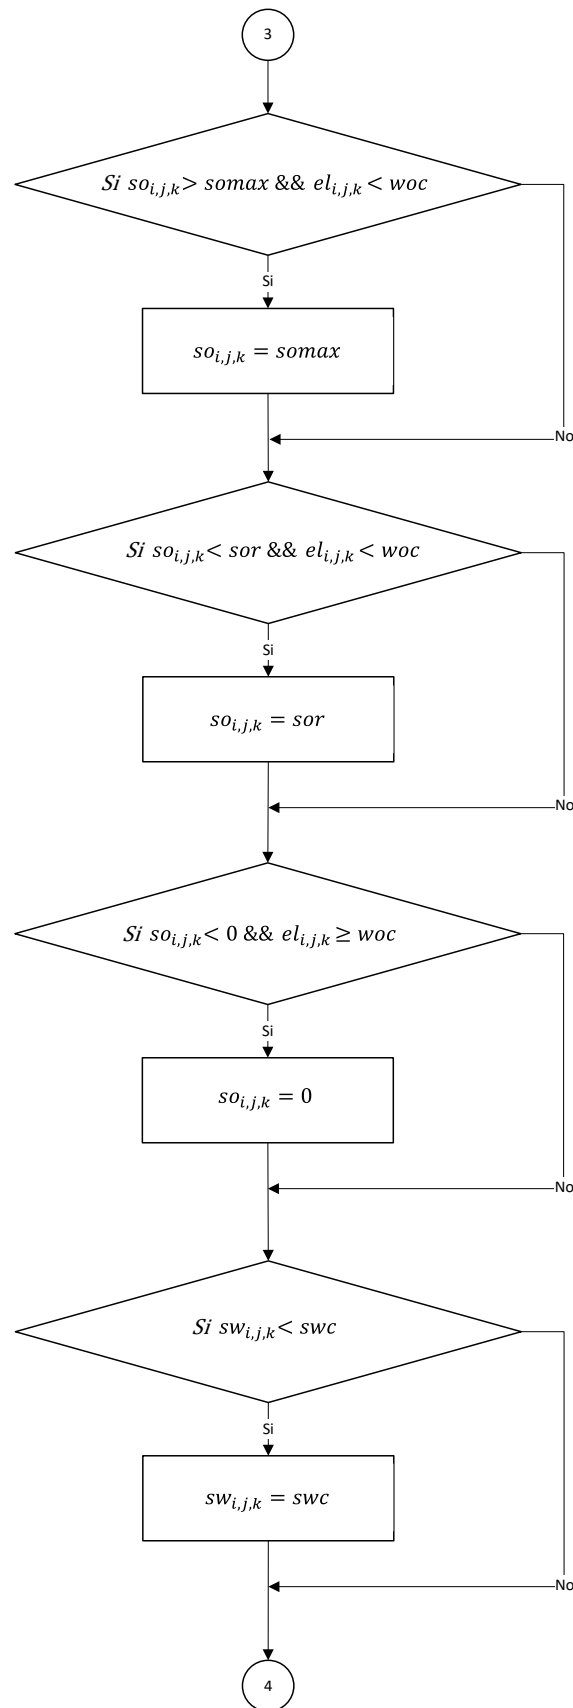 3
Si so_{i,j,k} > somax && el_{i,j,k} < woc
Si
so_{i,j,k} = somax
No
Si so_{i,j,k} < sor && el_{i,j,k} < woc
Si
so_{i,j,k} = sor
No
Si so_{i,j,k} < 0 && el_{i,j,k} ≥ woc
Si
so_{i,j,k} = 0
No
Si sw_{i,j,k} < swc
Si
sw_{i,j,k} = swc
No
4